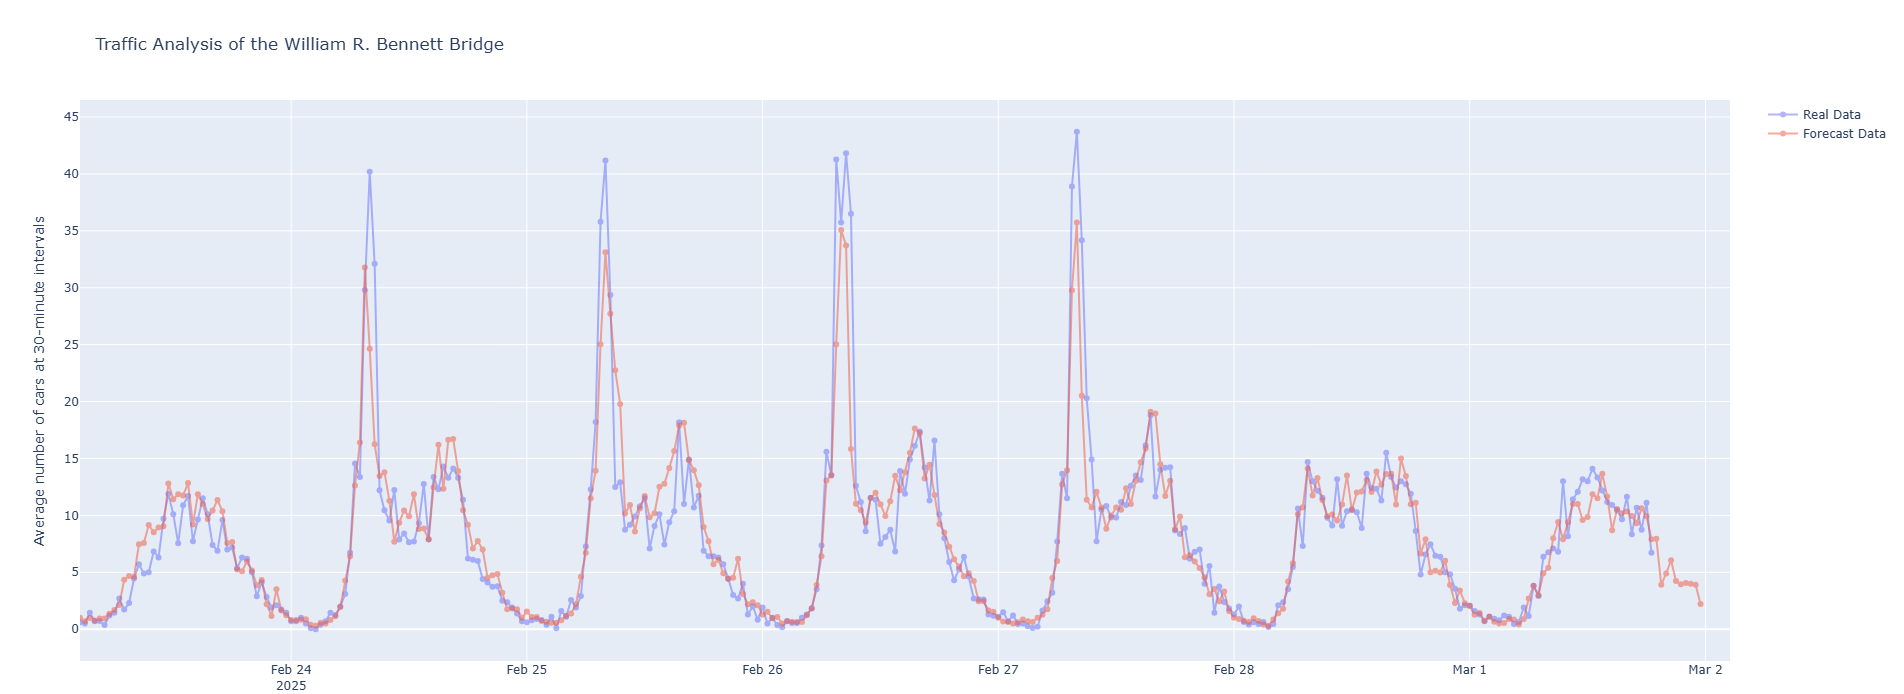 Traffic Analysis of the William R. Bennett Bridge
Real Data
Forecast Data
Average number of cars at 30-minute intervals
45
40
35
30
25
20
15
10
5
0
Feb 24
2025
Feb 25
Feb 26
Feb 27
Feb 28
Mar 1
Mar 2